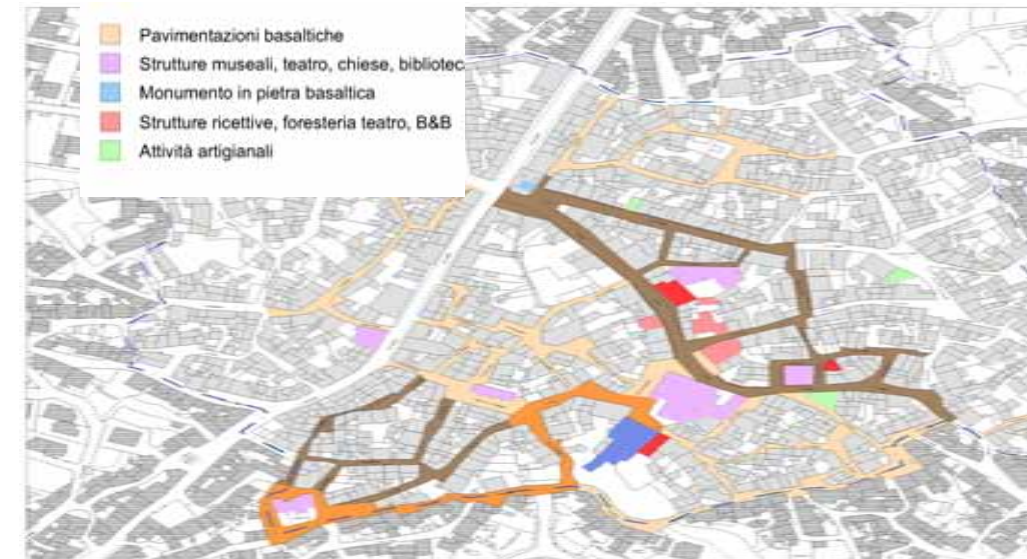 Pavimentazioni basaltiche
Strutture museali, teatro, chiese, bibliotec
Monumento in pietra basaltica
Strutture ricettive, foresteria teatro, B&B
Attività artigianali